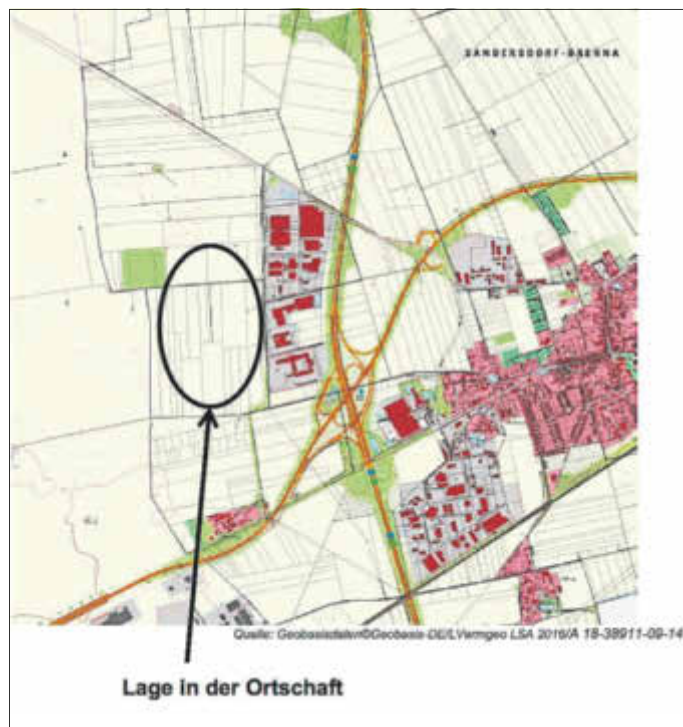 SANDERSDORF-BREHNA
Quelle: Geobasisdaten©Geobasis-DE/LVermgeo LSA 2016/A 18-38911-09-14
Lage in der Ortschaft